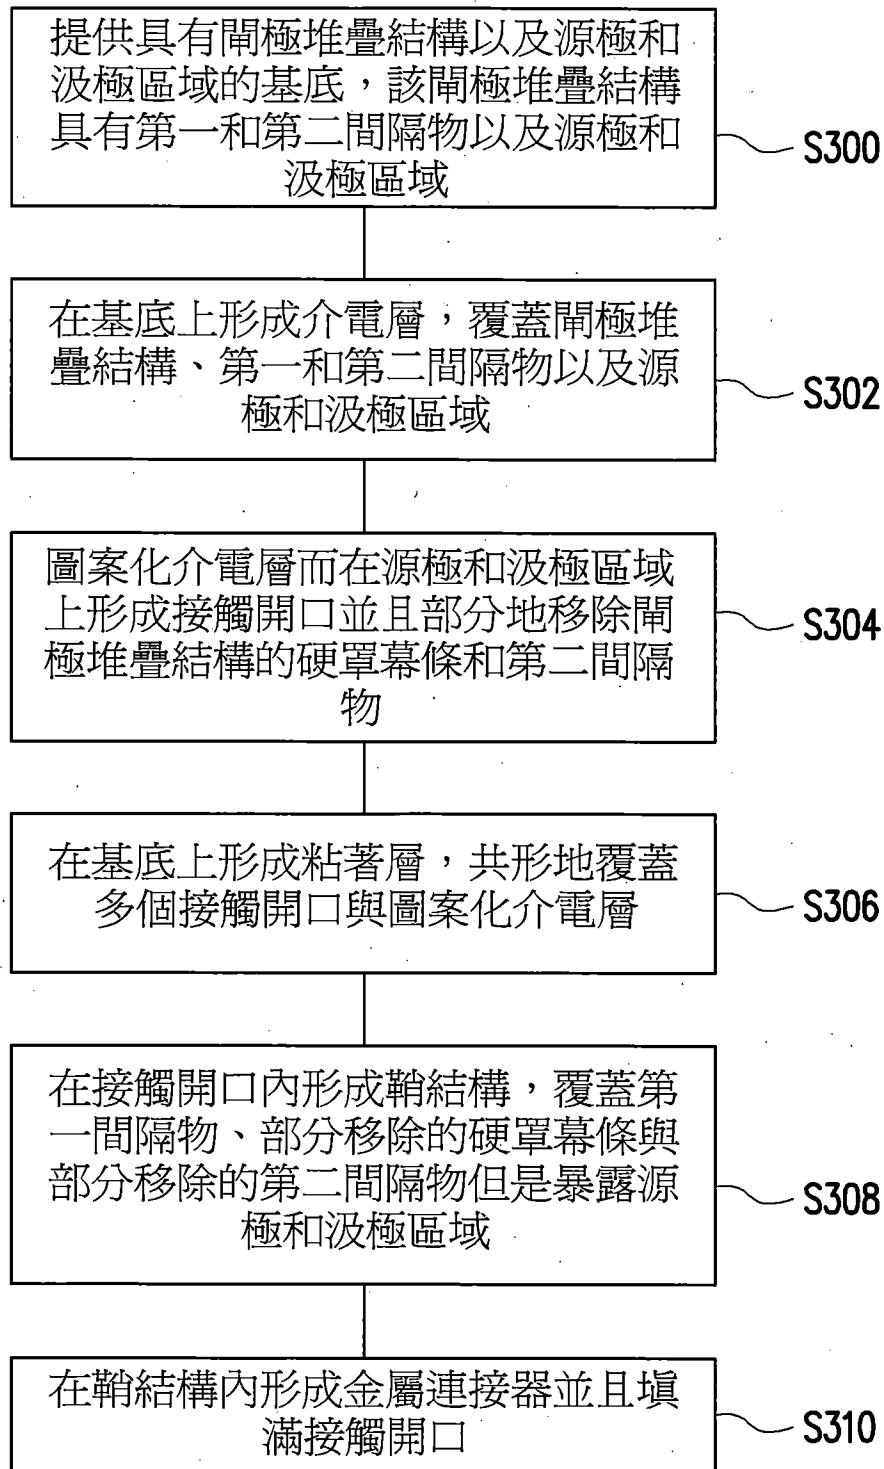 提供具有閘極堆疊結構以及源極和
汲極區域的基底，該閘極堆疊結構
具有第一和第二間隔物以及源極和
汲極區域
S300
在基底上形成介電層，覆蓋閘極堆
疊結構、第一和第二間隔物以及源
極和汲極區域
S302
圖案化介電層而在源極和汲極區域
上形成接觸開口並且部分地移除閘
極堆疊結構的硬罩幕條和第二間隔
物
S304
在基底上形成粘著層，共形地覆蓋
多個接觸開口與圖案化介電層
S306
在接觸開口內形成鞘結構，覆蓋第
一間隔物、部分移除的硬罩幕條與
部分移除的第二間隔物但是暴露源
極和汲極區域
S308
在鞘結構內形成金屬連接器並且填
滿接觸開口
S310